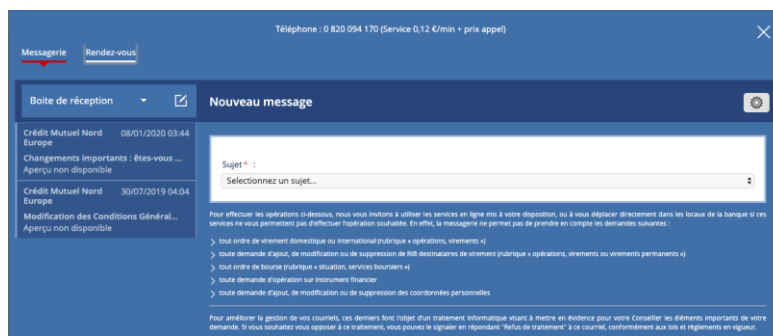 Téléphone : 0 820 094 170 (Service 0,12 €/min + prix appel)
Messagerie
Rendez-vous
Boite de réception
Nouveau message
Crédit Mutuel Nord Europe 08/01/2020 03:44
Changements importants : êtes-vous ...
Aperçu non disponible
Crédit Mutuel Nord Europe 30/07/2019 04:04
Modification des Conditions Général...
Aperçu non disponible
Sujet * :
Selectionnez un sujet...
Pour effectuer les opérations ci-dessous, nous vous invitons à utiliser les services en ligne mis à votre disposition, ou à vous déplacer directement dans les locaux de la banque si ces
services ne vous permettent pas d'effectuer l'opération souhaitée. En effet, la messagerie ne permet pas de prendre en compte les demandes suivantes :
tout ordre de virement domestique ou international (rubrique « opérations, virements »)
toute demande d'ajout, de modification ou de suppression de RIB destinataires de virement (rubrique « opérations, virements ou virements permanents »)
tout ordre de bourse (rubrique « situation, services boursiers »)
toute demande d'opération sur instrument financier
toute demande d'ajout, de modification ou de suppression des coordonnées personnelles
Pour améliorer la gestion de vos courriels, ces derniers font l'objet d'un traitement informatique visant à mettre en évidence pour votre Conseiller les éléments importants de votre
demande. Si vous souhaitez vous opposer à ce traitement, vous pouvez le signaler en répondant "Refus de traitement" à ce courriel, conformément aux lois et règlements en vigueur.